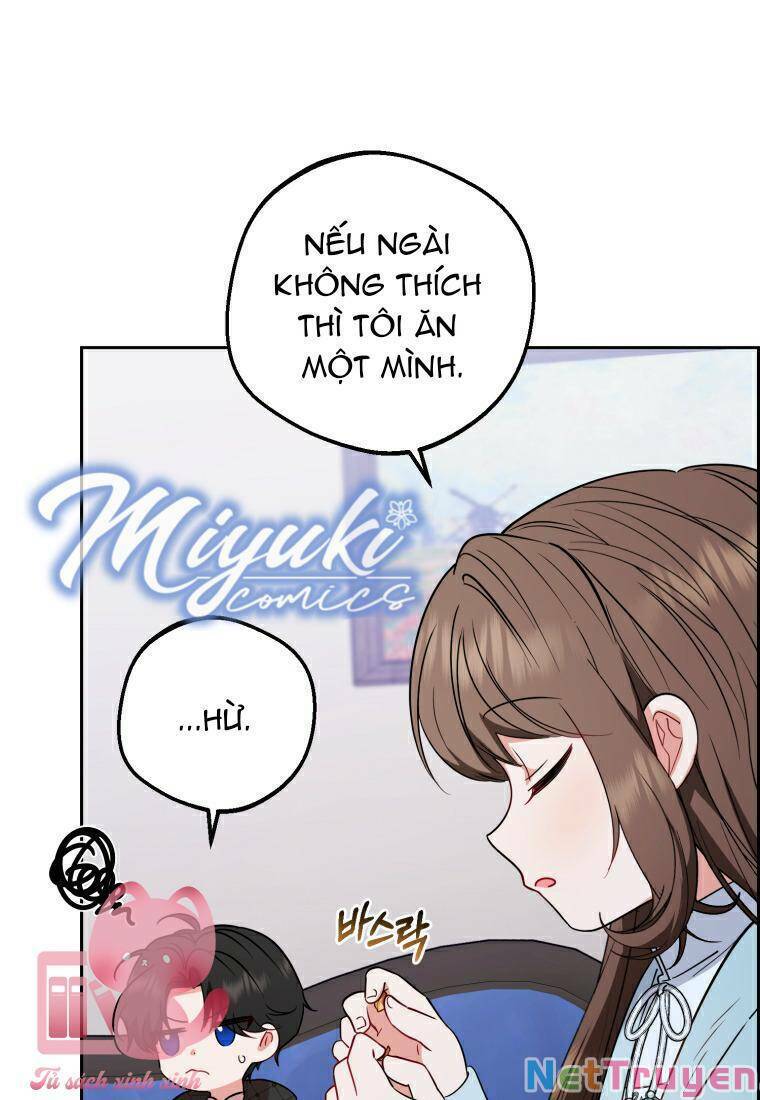 NẾU NGÀI
KHÔNG THÍCH
THÌ TÔI ĂN
MỘT MÌNH.
Miyuki
comics
...HỪ.
바스락
Tủ sách xinh xinh
NetTruyen